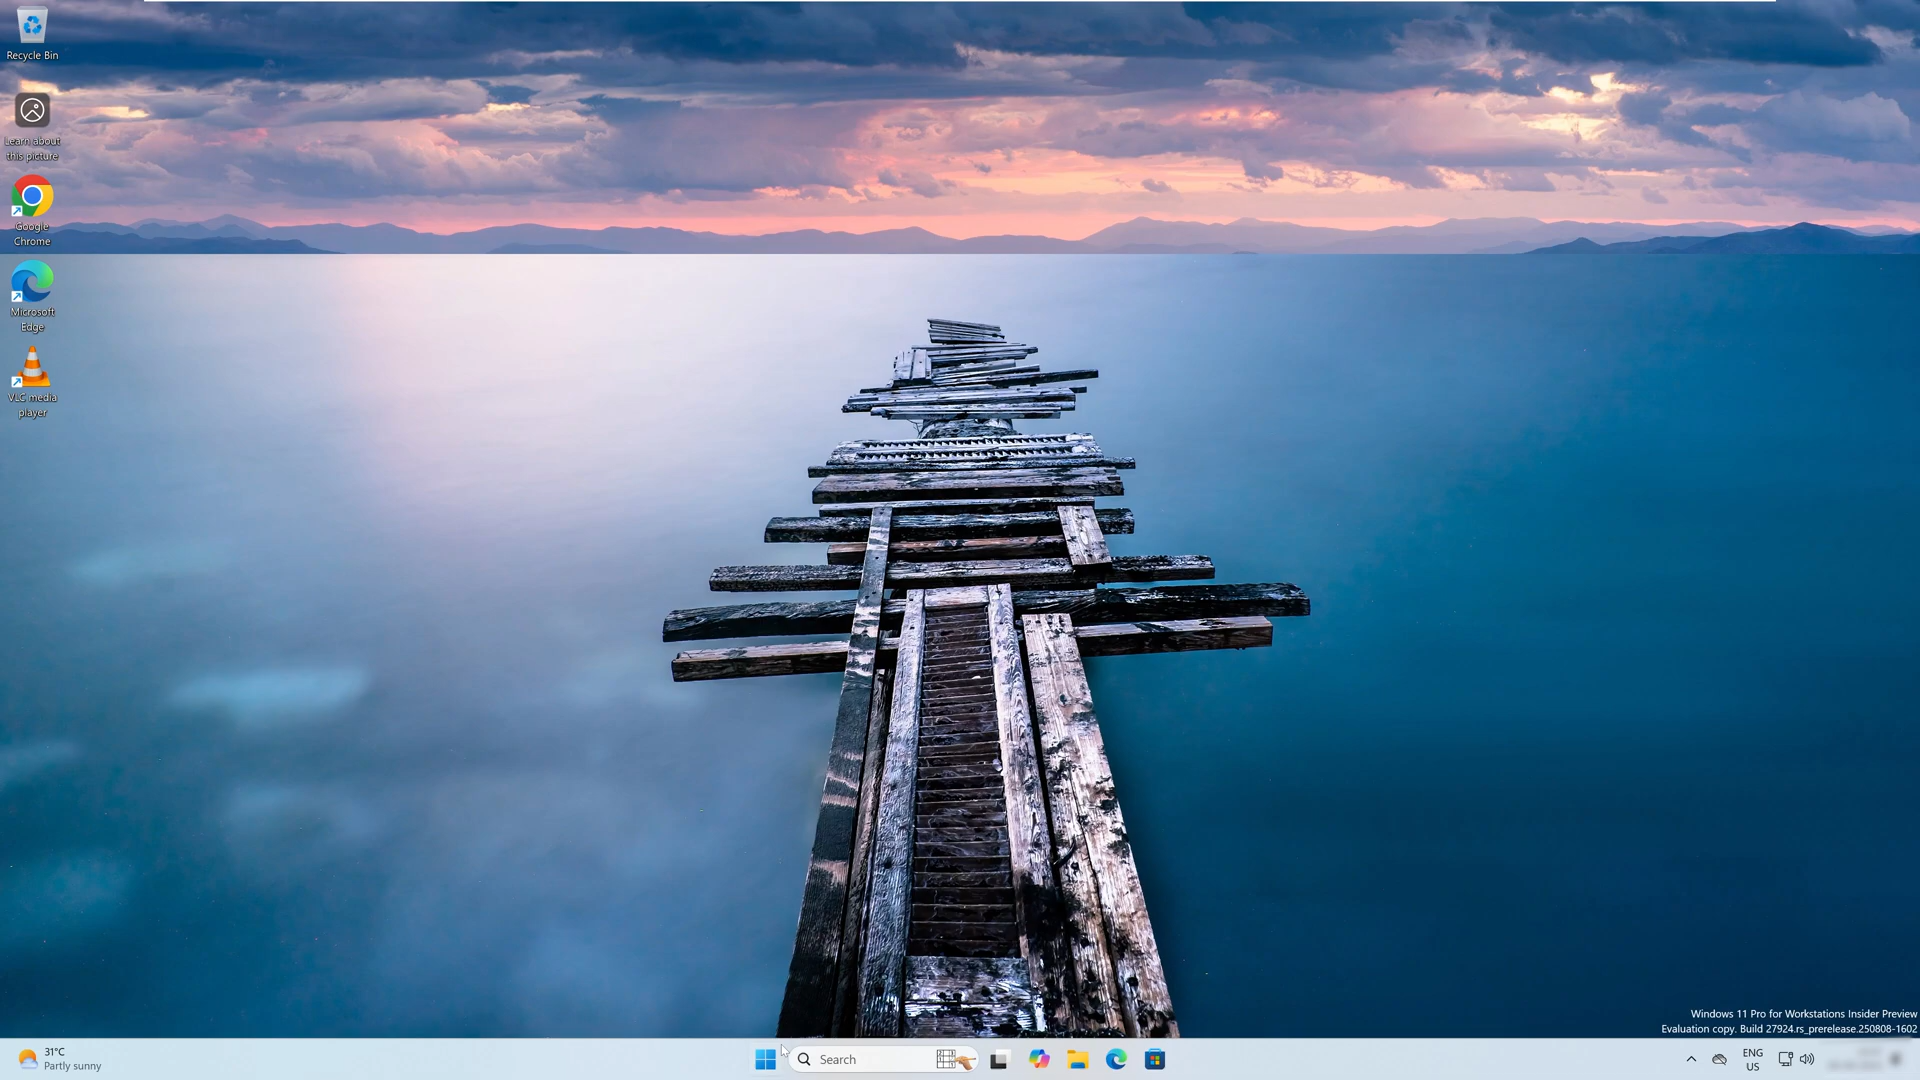 Recycle Bin
Learn about
this picture
Google
Chrome
Microsoft
Edge
VLC media
player
Windows 11 Pro for Workstations Insider Preview
Evaluation copy. Build 27924.rs_prerelease.250808-1602
31°C
Partly sunny
Search
ENG
US